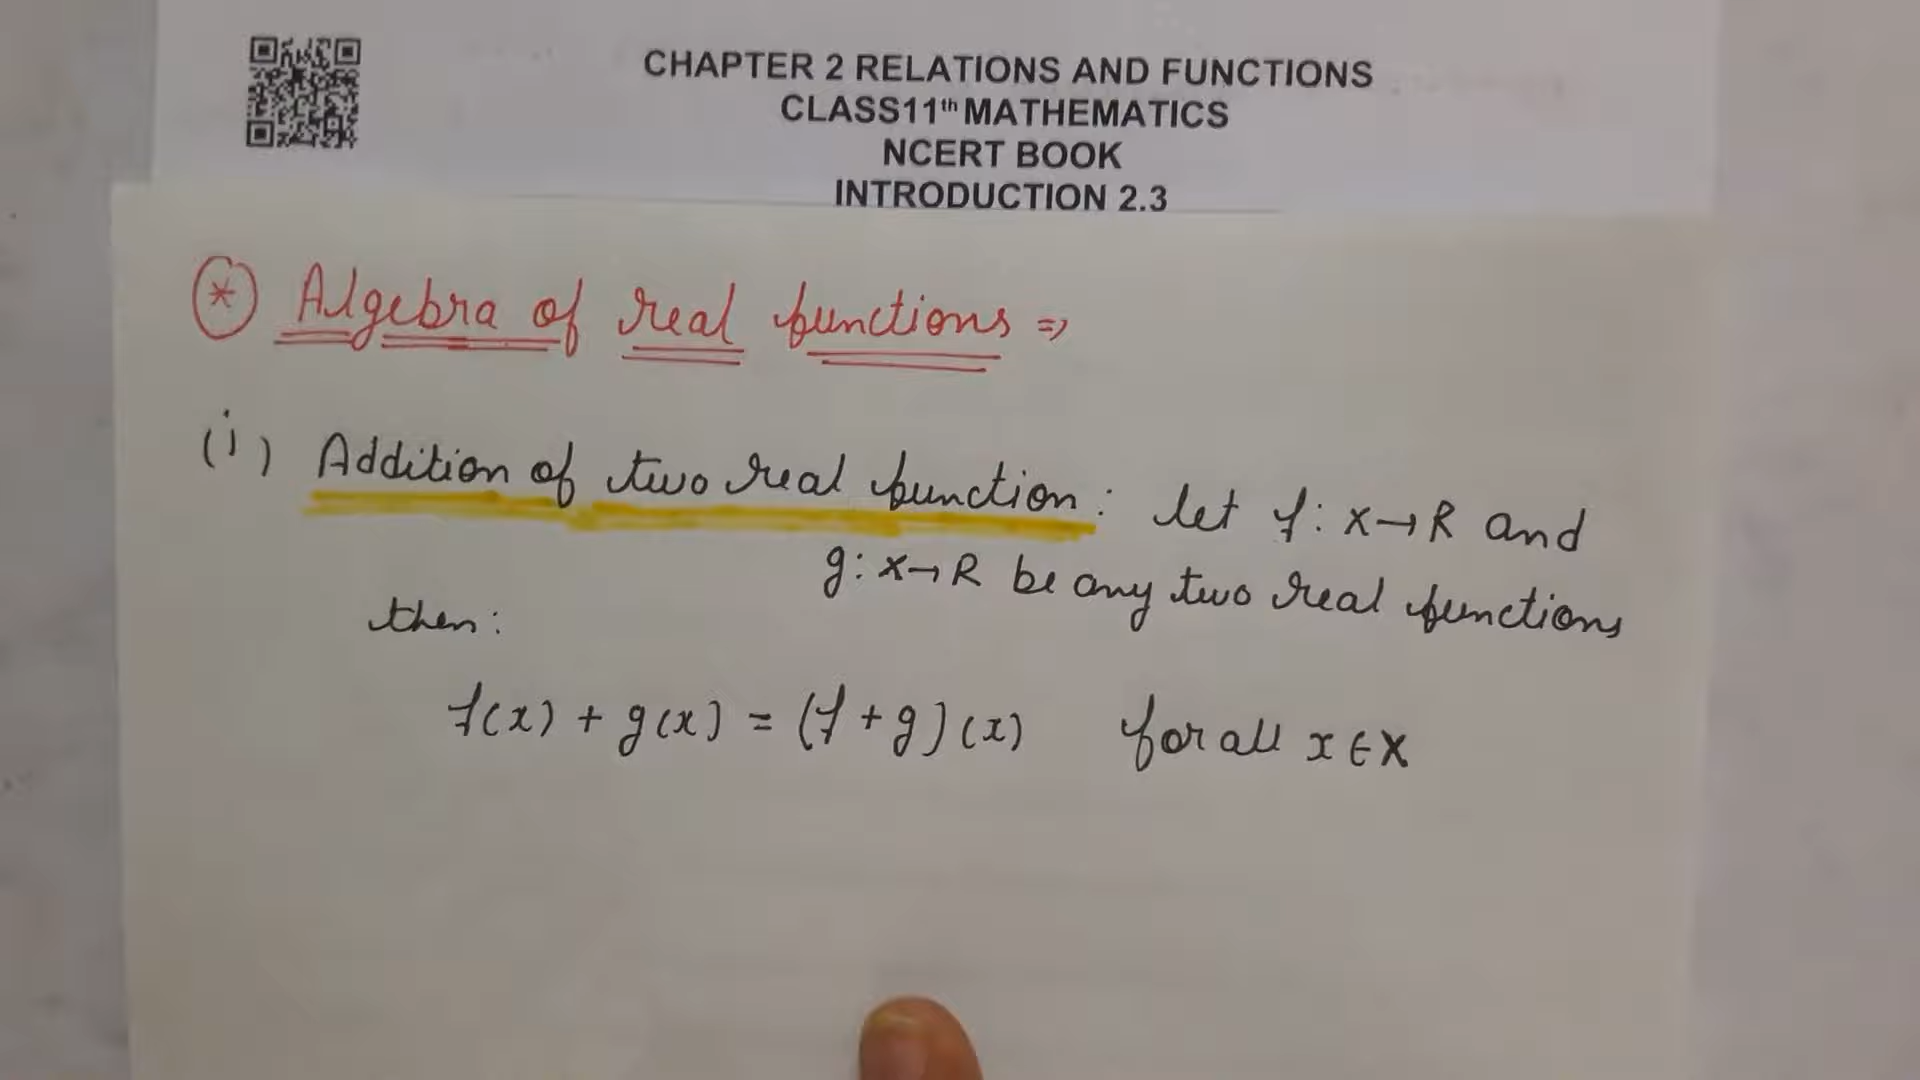 CHAPTER 2 RELATIONS AND FUNCTIONS
CLASS11th MATHEMATICS
NCERT BOOK
INTRODUCTION 2.3
* Algebra of real functions =>
(i) Addition of two real function: let f: X→R and
g: X→R be any two real functions
then:
f(x) + g(x) = (f+g)(x) for all x ∈ X